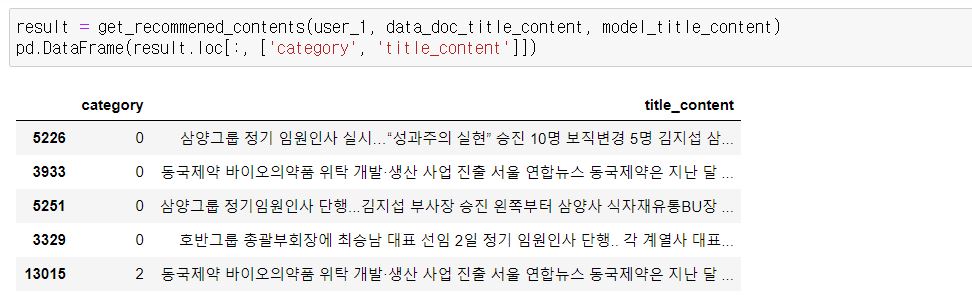 result = get_recommened_contents(user_1, data_doc_title_content, model_title_content)
pd.DataFrame(result.loc[:, ['category', 'title_content']])
category title_content
5226 0 삼양그룹 정기 임원인사 실시...“성과주의 실현” 승진 10명 보직변경 5명 김지섭 삼...
3933 0 동국제약 바이오의약품 위탁 개발·생산 사업 진출 서울 연합뉴스 동국제약은 지난 달 ...
5251 0 삼양그룹 정기임원인사 단행...김지섭 부사장 승진 왼쪽부터 삼양사 식자재유통BU장 ...
3329 0 호반그룹 총괄부회장에 최승남 대표 선임 2일 정기 임원인사 단행.. 각 계열사 대표...
13015 2 동국제약 바이오의약품 위탁 개발·생산 사업 진출 서울 연합뉴스 동국제약은 지난 달 ...